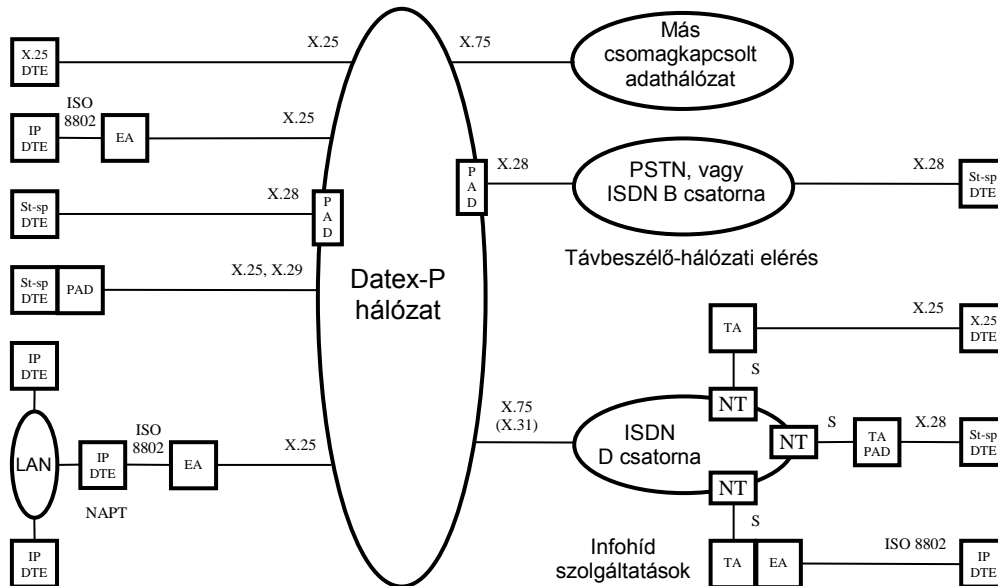 X.25
DTE
X.25
IP
DTE
ISO
8802
EA
X.25
St-sp
DTE
X.28
P
A
D
St-sp
DTE
PAD
X.25, X.29
IP
DTE
LAN
IP
DTE
NAPT
ISO
8802
EA
X.25
IP
DTE
Datex-P
hálózat
X.75
Más
csomagkapcsolt
adathálózat
P
A
D
X.28
PSTN, vagy
ISDN B csatorna
X.28
St-sp
DTE
Távbeszélő-hálózati elérés
TA
X.25
X.25
DTE
S
NT
X.75
(X.31)
ISDN
D csatorna
NT
S
TA
PAD
X.28
St-sp
DTE
NT
S
Infohíd
szolgáltatások
TA
EA
ISO 8802
IP
DTE